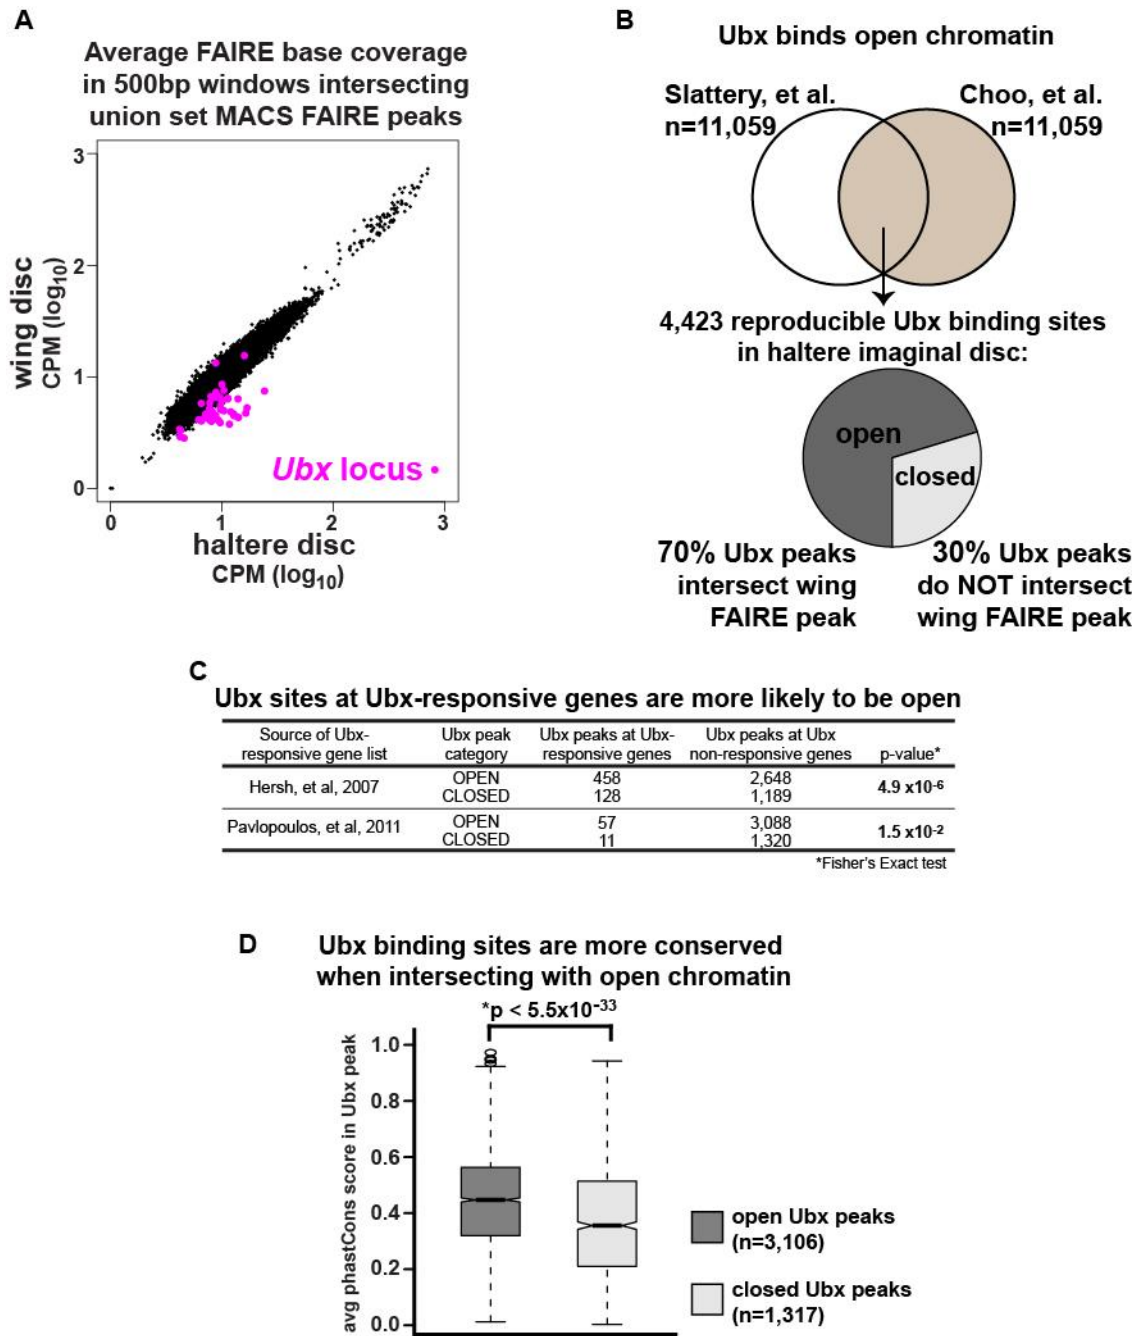 A
Average FAIRE base coverage
in 500bp windows intersecting
union set MACS FAIRE peaks
3
2
1
0
wing disc
CPM (log10)
Ubx locus
0 1 2 3
haltere disc
CPM (log10)
B
Ubx binds open chromatin
Slattery, et al.
n=11,059
Choo, et al.
n=11,059
4,423 reproducible Ubx binding sites
in haltere imaginal disc:
open
closed
70% Ubx peaks
intersect wing
FAIRE peak
30% Ubx peaks
do NOT intersect
wing FAIRE peak
C
Ubx sites at Ubx-responsive genes are more likely to be open
Source of Ubx-
responsive gene list
Ubx peak
category
Ubx peaks at Ubx-
responsive genes
Ubx peaks at Ubx
non-responsive genes
p-value*
Hersh, et al, 2007
OPEN 458 2,648
CLOSED 128 1,189
4.9 x10-6
Pavlopoulos, et al, 2011
OPEN 57 3,088
CLOSED 11 1,320
1.5 x10-2
*Fisher's Exact test
D
Ubx binding sites are more conserved
when intersecting with open chromatin
*p < 5.5x10-33
avg phastCons score in Ubx peak
1.0
0.8
0.6
0.4
0.2
0.0
open Ubx peaks
(n=3,106)
closed Ubx peaks
(n=1,317)